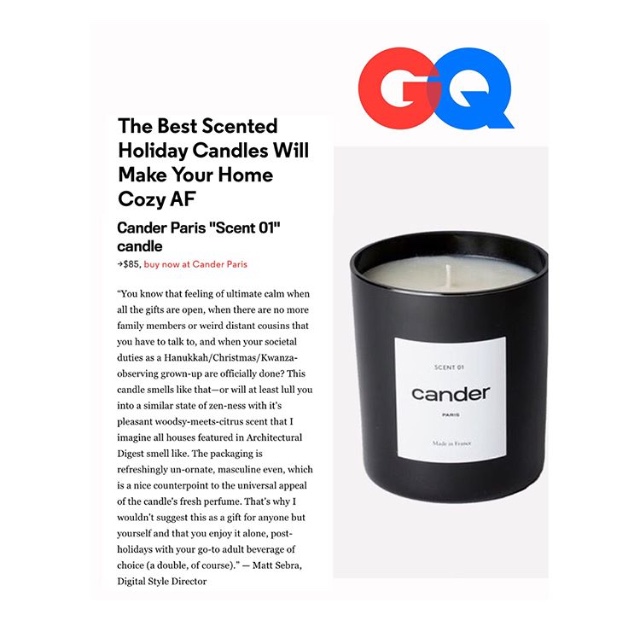 GQ
The Best Scented
Holiday Candles Will
Make Your Home
Cozy AF
Cander Paris "Scent 01"
candle
→$85, buy now at Cander Paris
“You know that feeling of ultimate calm when
all the gifts are open, when there are no more
family members or weird distant cousins that
you have to talk to, and when your societal
duties as a Hanukkah/Christmas/Kwanza-
observing grown-up are officially done? This
candle smells like that—or will at least lull you
into a similar state of zen-ness with it's
pleasant woodsy-meets-citrus scent that I
imagine all houses featured in Architectural
Digest smell like. The packaging is
refreshingly un-ornate, masculine even, which
is a nice counterpoint to the universal appeal
of the candle's fresh perfume. That's why I
wouldn't suggest this as a gift for anyone but
yourself and that you enjoy it alone, post-
holidays with your go-to adult beverage of
choice (a double, of course).” — Matt Sebra,
Digital Style Director
SCENT 01
cander
PARIS
Made in France